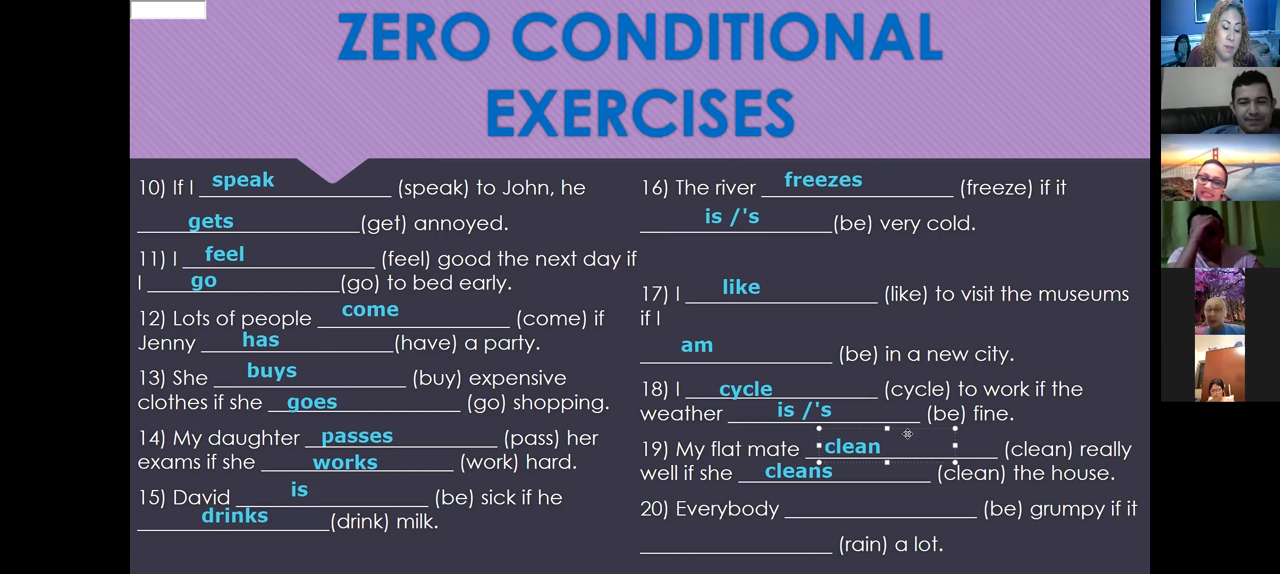 ZERO CONDITIONAL
EXERCISES
10) If I speak (speak) to John, he
gets (get) annoyed.
11) I feel (feel) good the next day if
I go (go) to bed early.
12) Lots of people come (come) if
Jenny has (have) a party.
13) She buys (buy) expensive
clothes if she goes (go) shopping.
14) My daughter passes (pass) her
exams if she works (work) hard.
15) David is (be) sick if he
drinks (drink) milk.
16) The river freezes (freeze) if it
is /'s (be) very cold.
17) I like (like) to visit the museums
if I
am (be) in a new city.
18) I cycle (cycle) to work if the
weather is /'s (be) fine.
19) My flat mate clean (clean) really
well if she cleans (clean) the house.
20) Everybody ________________ (be) grumpy if it
________________ (rain) a lot.